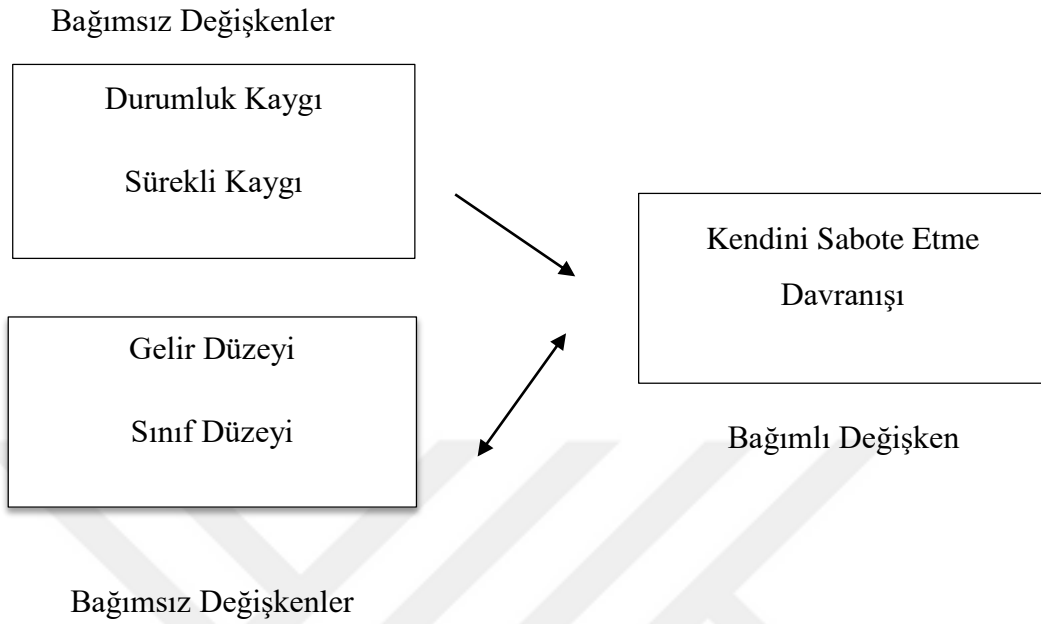 Bağımsız Değişkenler
Durumluk Kaygı
Sürekli Kaygı
Kendini Sabote Etme
Davranışı
Gelir Düzeyi
Sınıf Düzeyi
Bağımlı Değişken
Bağımsız Değişkenler